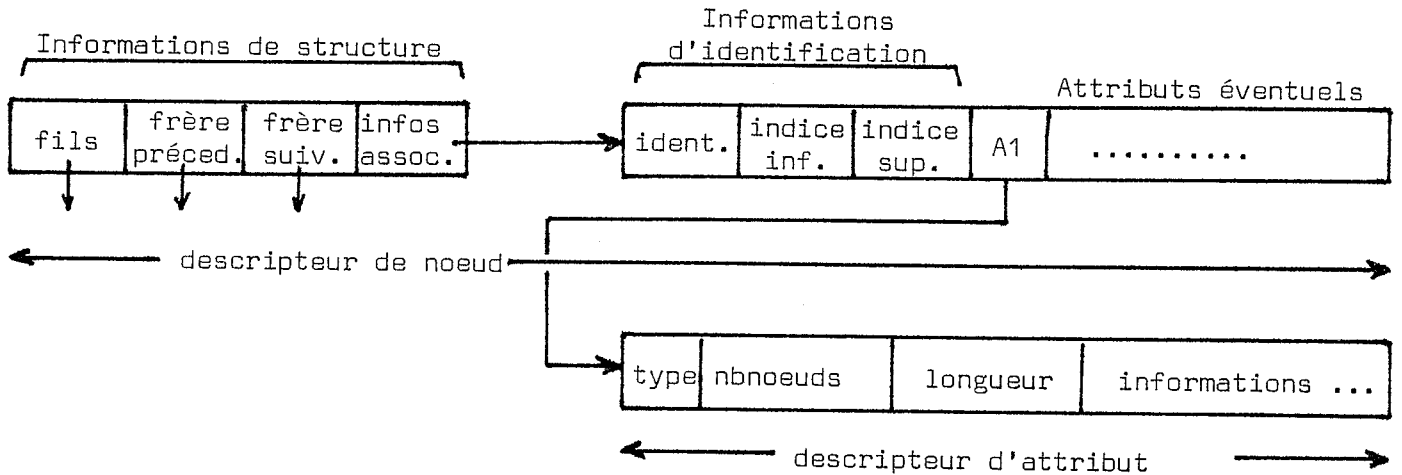 Informations de structure
Informations
d'identification
Attributs éventuels
fils
frère
préced.
frère
suiv.
infos
assoc.
ident.
indice
inf.
indice
sup.
A1
..........
descripteur de noeud
type
nbnoeuds
longueur
informations ...
descripteur d'attribut